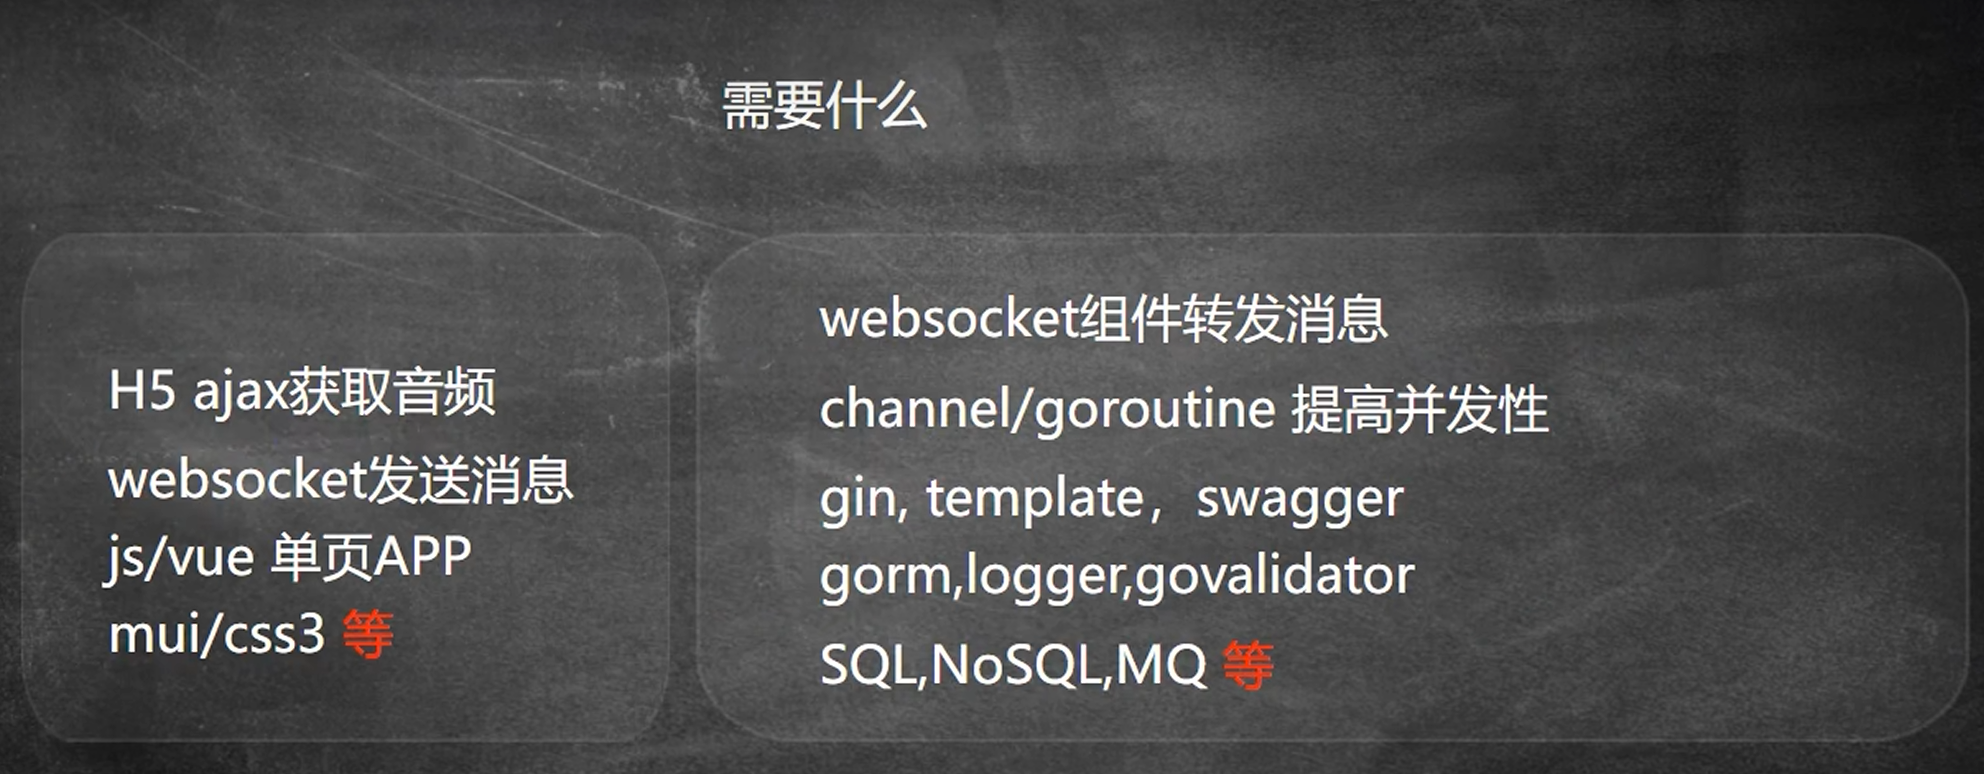 需要什么
H5 ajax获取音频
websocket发送消息
js/vue 单页APP
mui/css3 等
websocket组件转发消息
channel/goroutine 提高并发性
gin, template，swagger
gorm,logger,govalidator
SQL,NoSQL,MQ 等